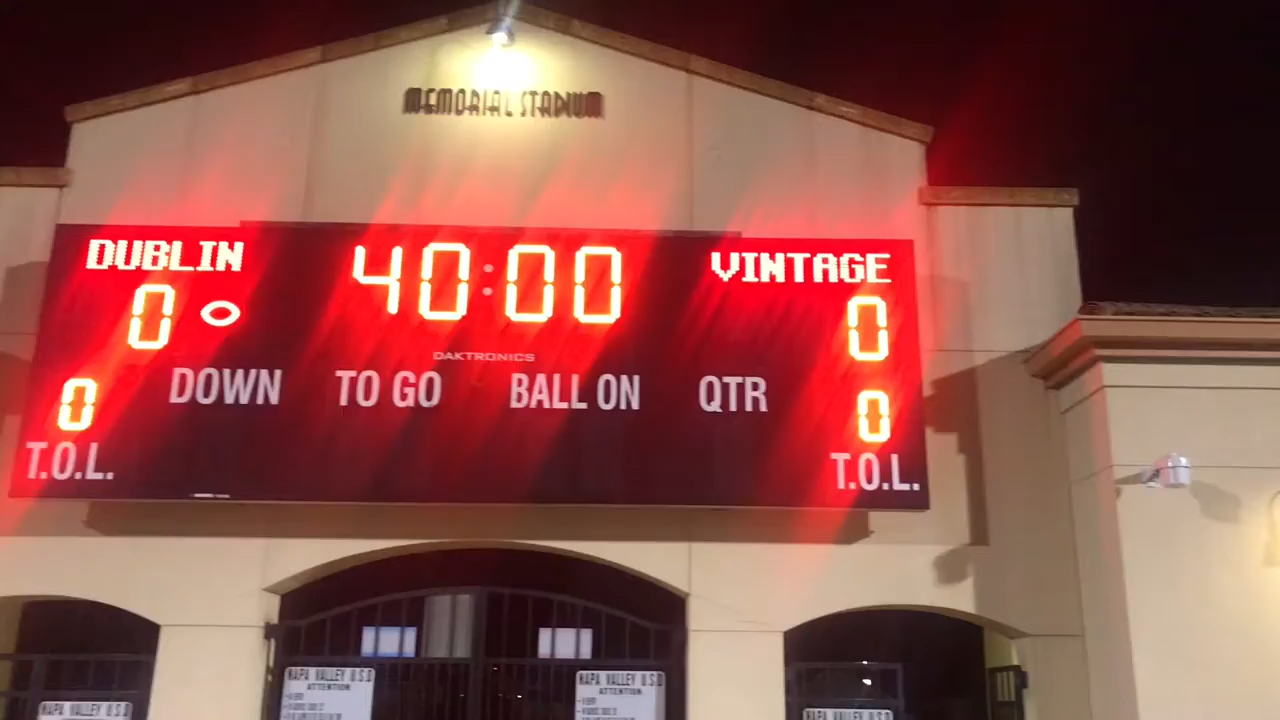 MEMORIAL STADIUM
DUBLIN 40:00 VINTAGE
0 0
DAKTRONICS
DOWN TO GO BALL ON QTR
0 0
T.O.L. T.O.L.
NAPA VALLEY U.S.D
ATTENTION
NAPA VALLEY U.S.D
ATTENTION
NAPA VALLEY U.S.D
NAPA VALLEY U.S.D